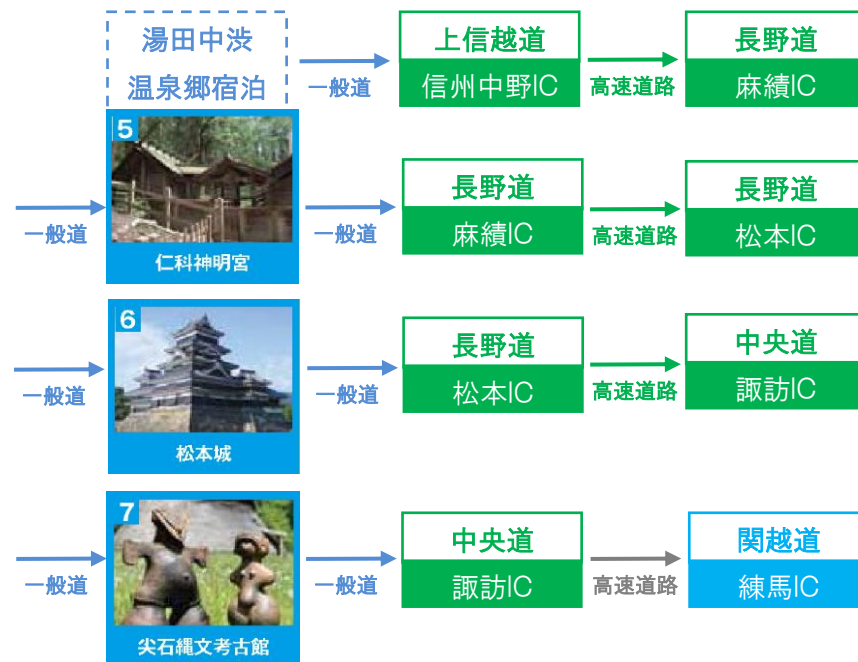 湯田中渋
温泉郷宿泊
一般道
上信越道
信州中野IC
高速道路
長野道
麻績IC
一般道
5
仁科神明宮
一般道
長野道
麻績IC
高速道路
長野道
松本IC
一般道
6
松本城
一般道
長野道
松本IC
高速道路
中央道
諏訪IC
一般道
7
尖石縄文考古館
一般道
中央道
諏訪IC
高速道路
関越道
練馬IC